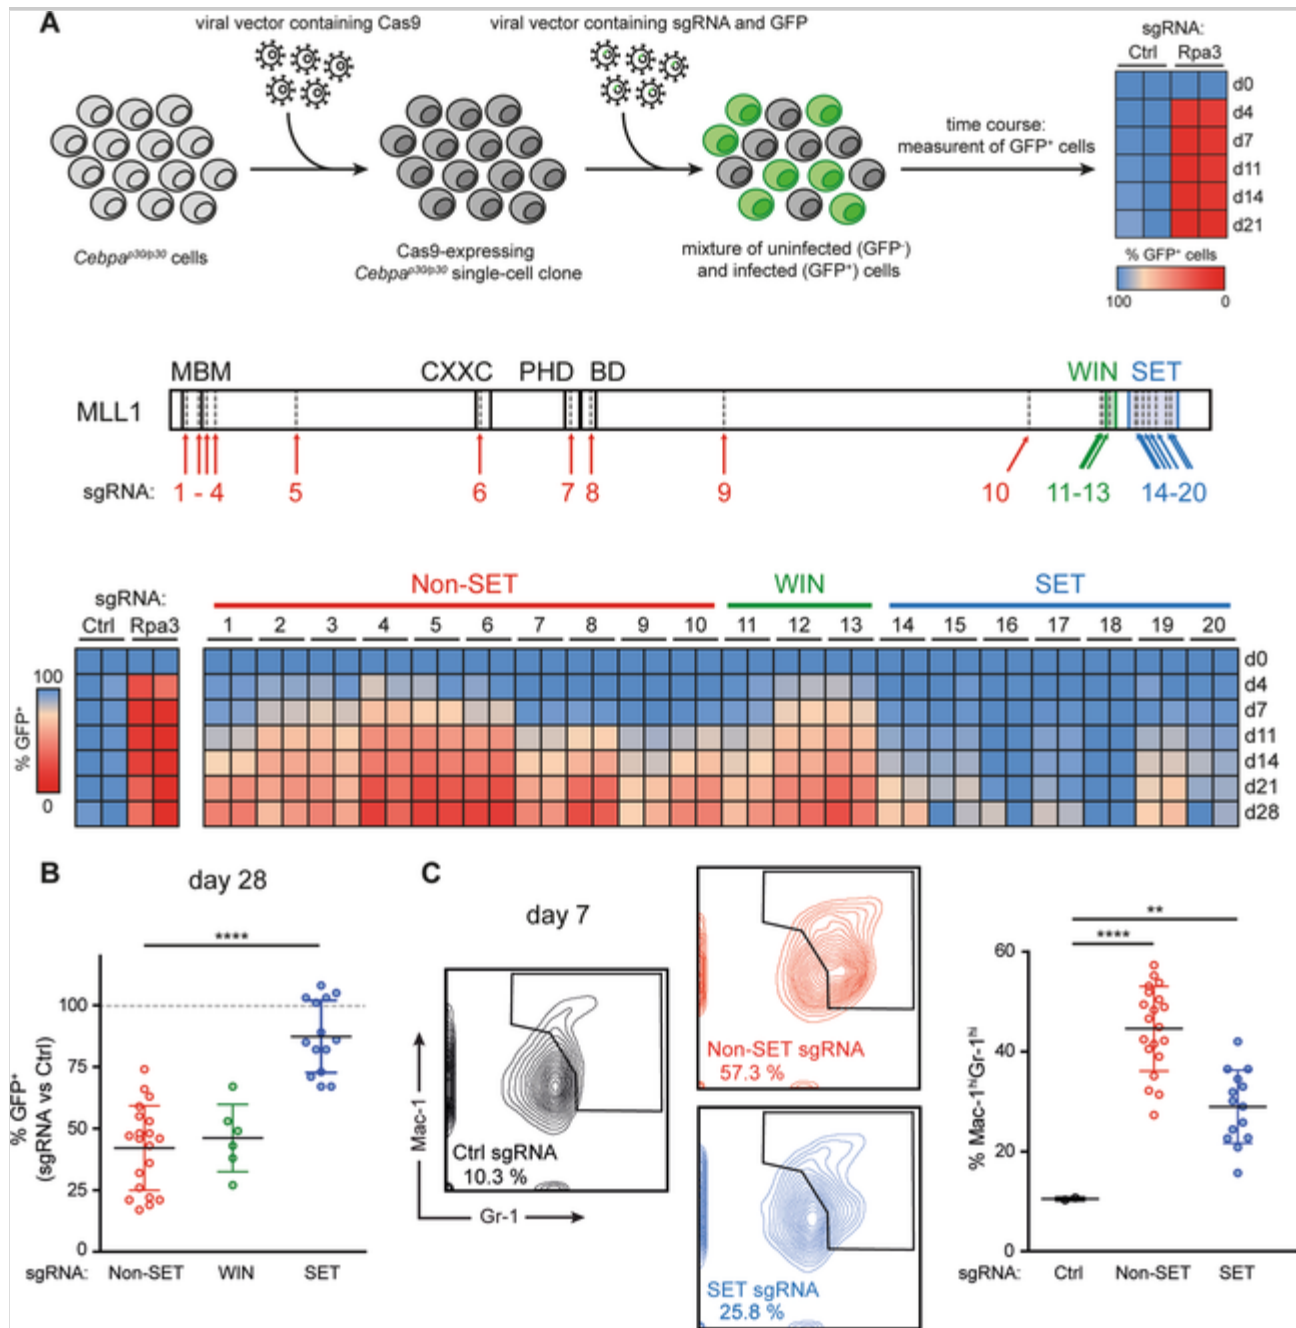 A
viral vector containing Cas9
viral vector containing sgRNA and GFP
sgRNA:
Ctrl Rpa3
d0
d4
d7
d11
d14
d21
time course:
measurent of GFP⁺ cells
Cebpa^p30/p30 cells
Cas9-expressing
Cebpa^p30/p30 single-cell clone
mixture of uninfected (GFP⁻)
and infected (GFP⁺) cells
% GFP⁺ cells
100 0
MBM CXXC PHD BD WIN SET
MLL1
sgRNA: 1 - 4 5 6 7 8 9 10 11-13 14-20
Non-SET WIN SET
sgRNA:
Ctrl Rpa3
1 2 3 4 5 6 7 8 9 10 11 12 13 14 15 16 17 18 19 20
100
% GFP⁺
0
d0
d4
d7
d11
d14
d21
d28
B
day 28
****
% GFP⁺
(sgRNA vs Ctrl)
100
75
50
25
0
sgRNA: Non-SET WIN SET
C
day 7
Mac-1
Gr-1
Ctrl sgRNA
10.3 %
Non-SET sgRNA
57.3 %
SET sgRNA
25.8 %
**
****
% Mac-1^hiGr-1^hi
60
40
20
0
sgRNA: Ctrl Non-SET SET